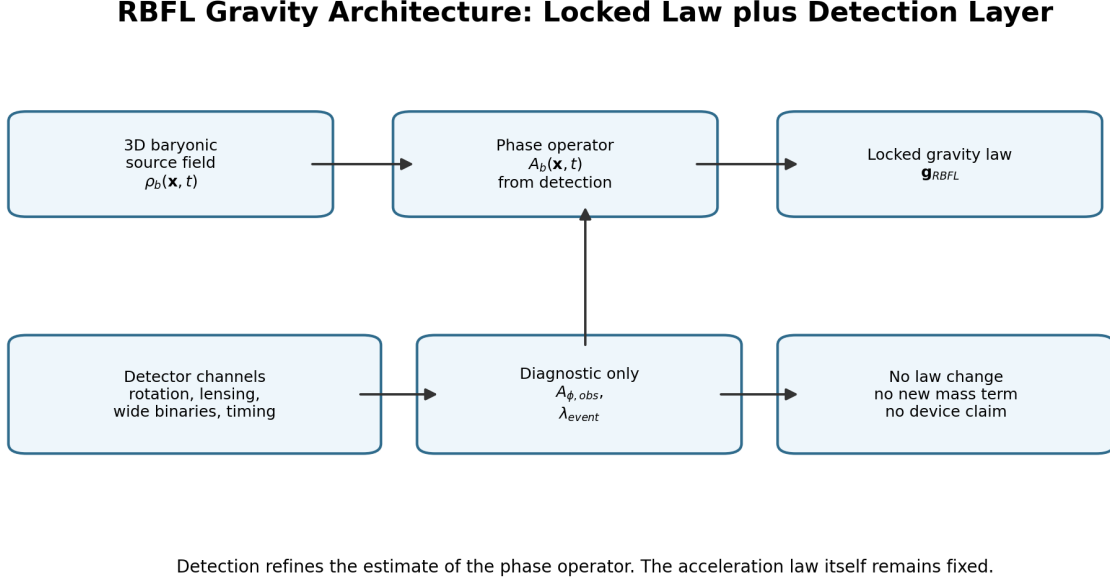 RBFL Gravity Architecture: Locked Law plus Detection Layer
3D baryonic
source field
ρ_b(𝐱, t)
Phase operator
A_b(𝐱, t)
from detection
Locked gravity law
𝐠_RBFL
Detector channels
rotation, lensing,
wide binaries, timing
Diagnostic only
A_ϕ,obs,
λ_event
No law change
no new mass term
no device claim
Detection refines the estimate of the phase operator. The acceleration law itself remains fixed.